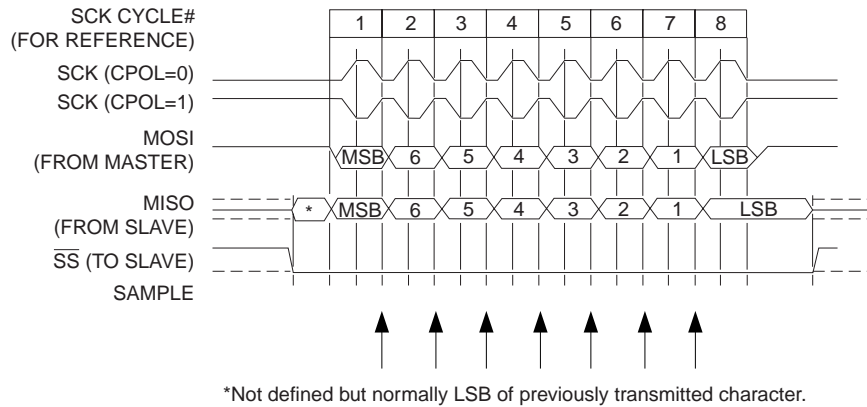 SCK CYCLE# 1 2 3 4 5 6 7 8
(FOR REFERENCE)
SCK (CPOL=0)
SCK (CPOL=1)
MOSI
(FROM MASTER) MSB 6 5 4 3 2 1 LSB
MISO
* MSB 6 5 4 3 2 1 LSB
(FROM SLAVE)
SS (TO SLAVE)
SAMPLE
*Not defined but normally LSB of previously transmitted character.